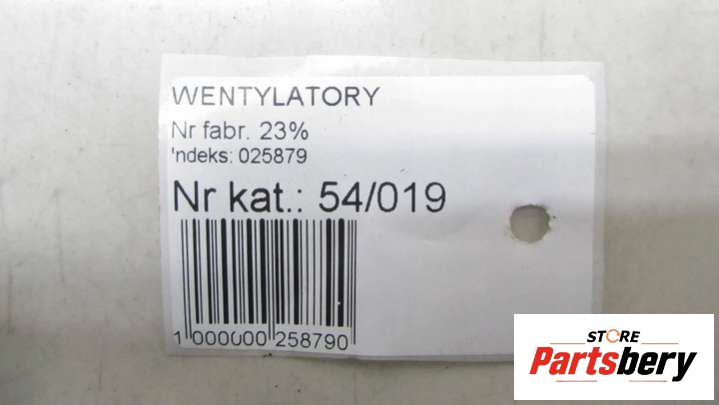 WENTYLATORY
Nr fabr. 23%
'ndeks: 025879
Nr kat.: 54/019
1 000000 258790
STORE
Partsbery